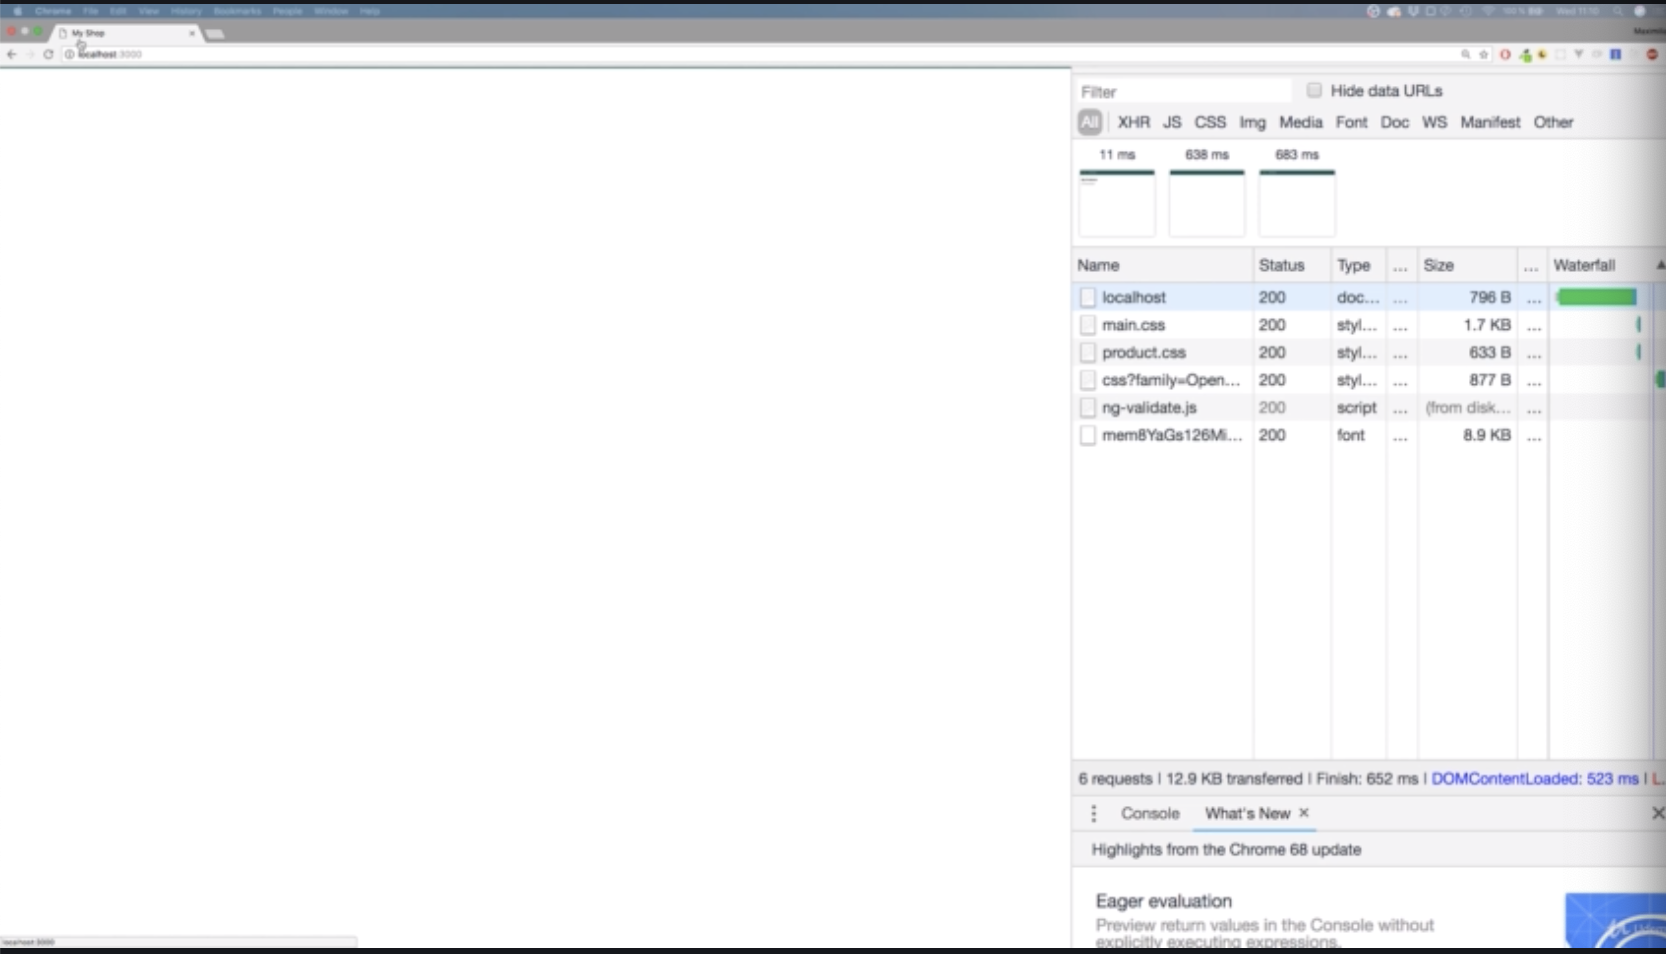 Chrome File Edit View History Bookmarks People Window Help
100% Wed 11:10
My Shop
localhost:3000
Filter Hide data URLs
All XHR JS CSS Img Media Font Doc WS Manifest Other
11 ms 638 ms 683 ms
Name Status Type ... Size ... Waterfall
localhost 200 doc... ... 796 B ...
main.css 200 styl... ... 1.7 KB ...
product.css 200 styl... ... 633 B ...
css?family=Open... 200 styl... ... 877 B ...
ng-validate.js 200 script ... (from disk... ...
mem8YaGs126Mi... 200 font ... 8.9 KB ...
6 requests | 12.9 KB transferred | Finish: 652 ms | DOMContentLoaded: 523 ms | L...
Console What's New ×
Highlights from the Chrome 68 update
Eager evaluation
Preview return values in the Console without
explicitly executing expressions.
localhost:3000